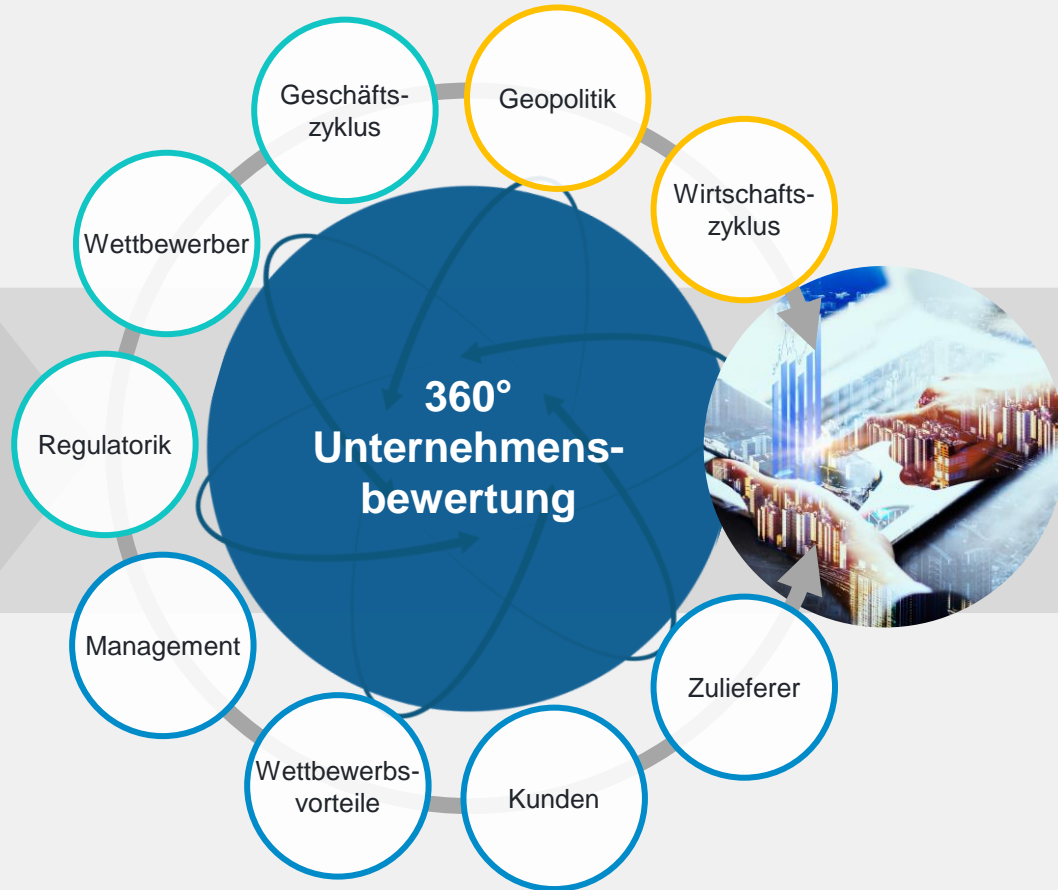 Geschäfts-
zyklus
Geopolitik
Wirtschafts-
zyklus
Wettbewerber
Regulatorik
360°
Unternehmens-
bewertung
Management
Zulieferer
Wettbewerbs-
vorteile
Kunden